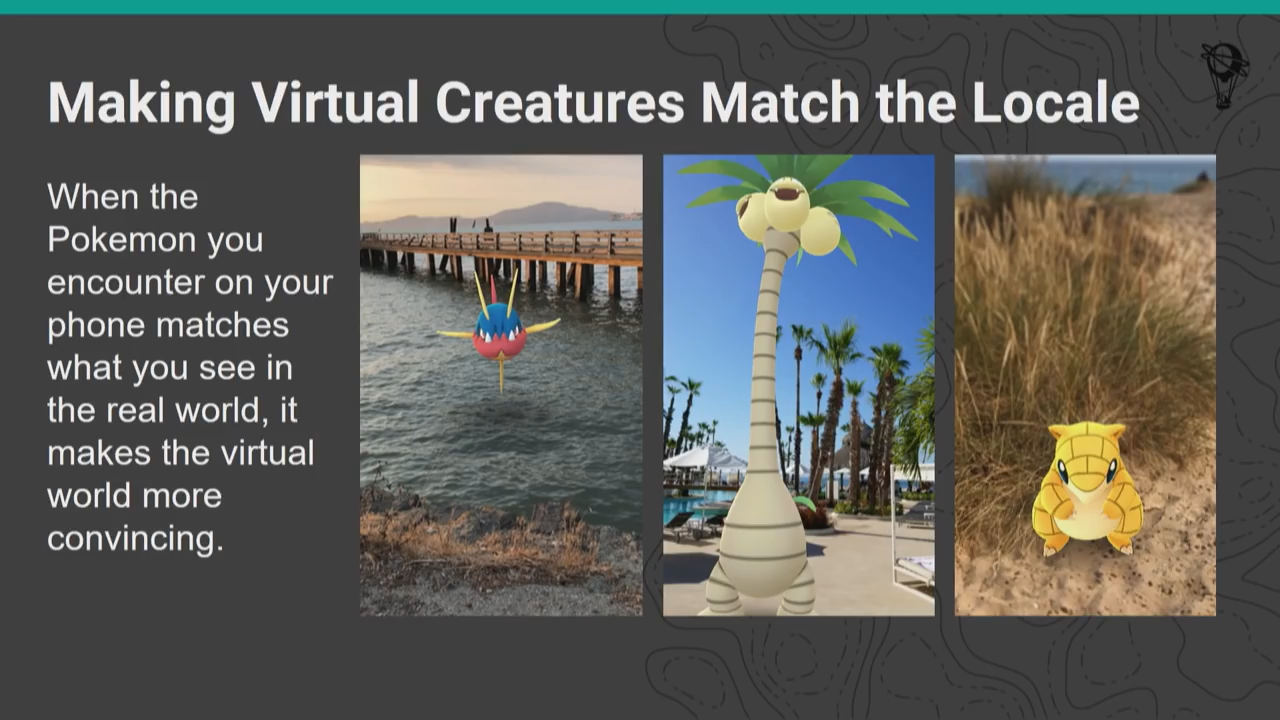 Making Virtual Creatures Match the Locale
When the
Pokemon you
encounter on your
phone matches
what you see in
the real world, it
makes the virtual
world more
convincing.